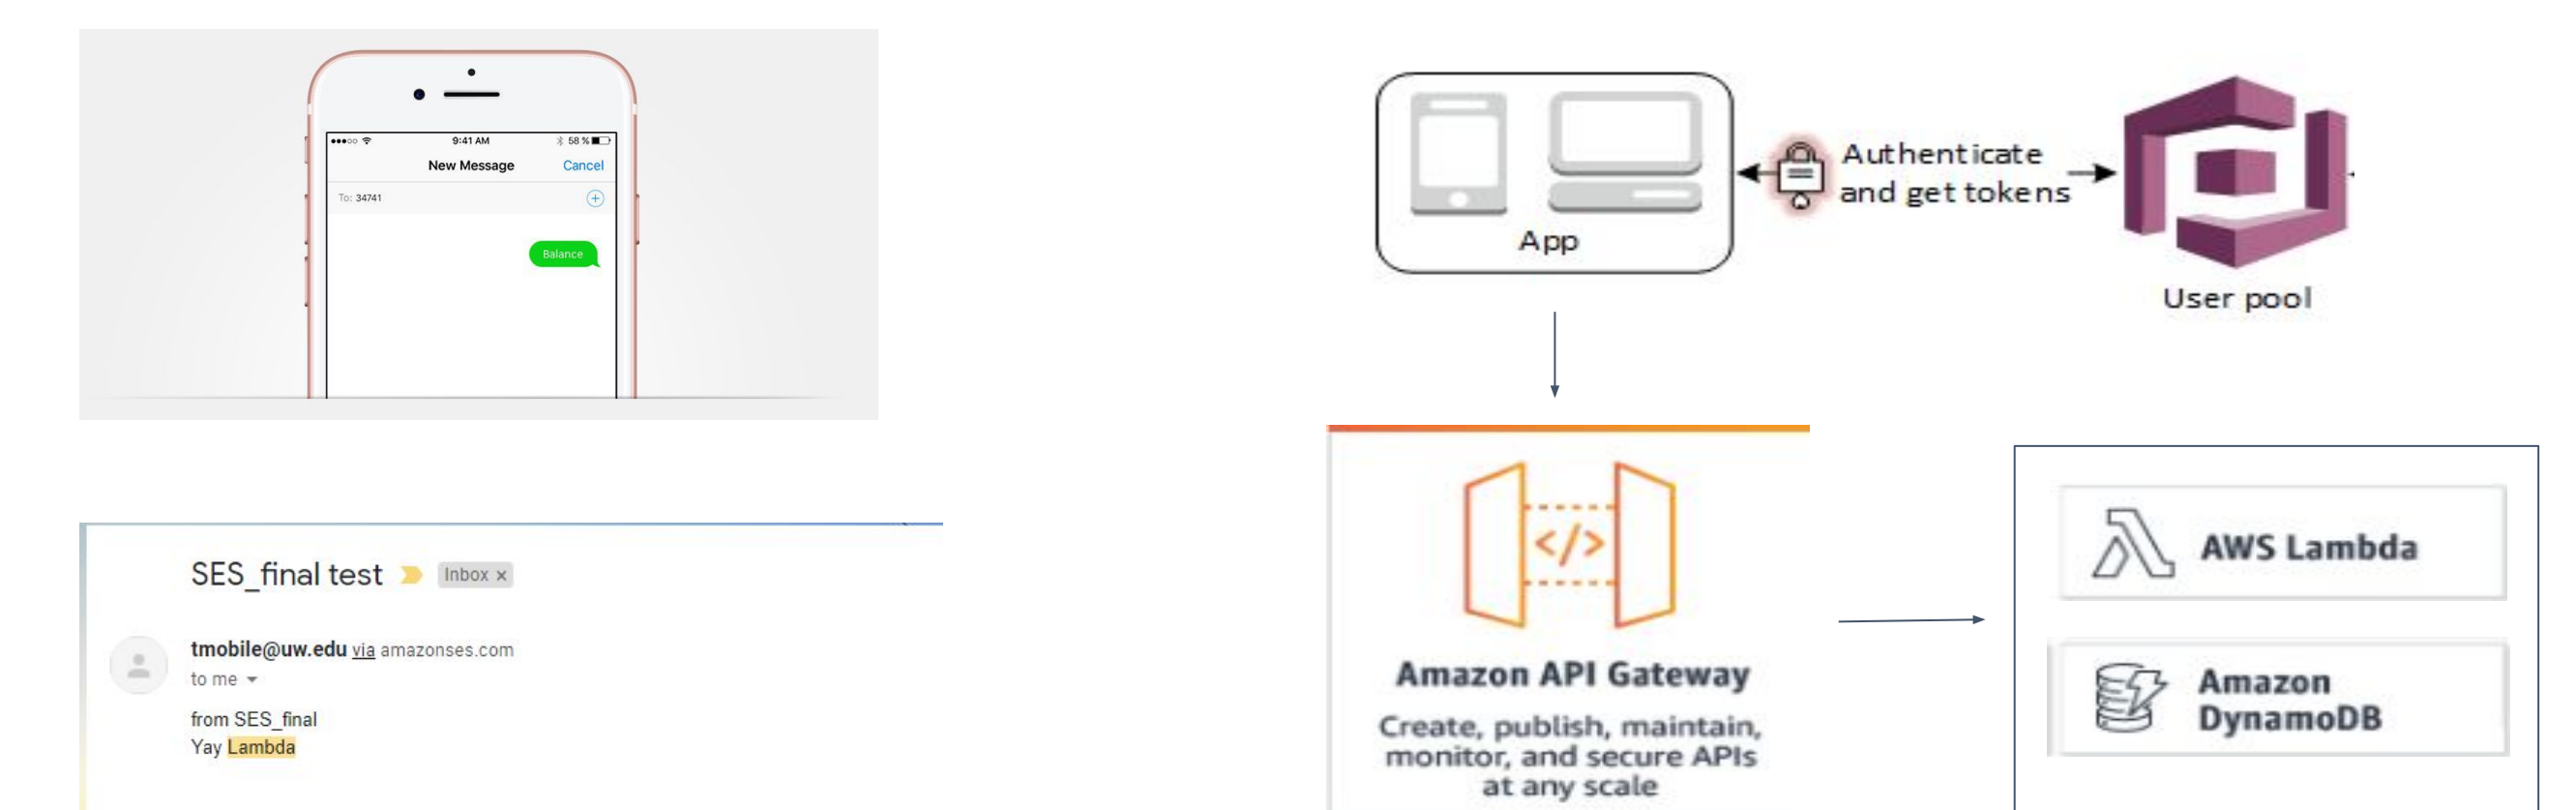 9:41 AM
58 %
New Message
Cancel
To: 34741
Balance
SES_final test
Inbox x
tmobile@uw.edu via amazonses.com
to me
from SES_final
Yay Lambda
App
Authenticate
and get tokens
User pool
</>
Amazon API Gateway
Create, publish, maintain,
monitor, and secure APIs
at any scale
AWS Lambda
Amazon
DynamoDB